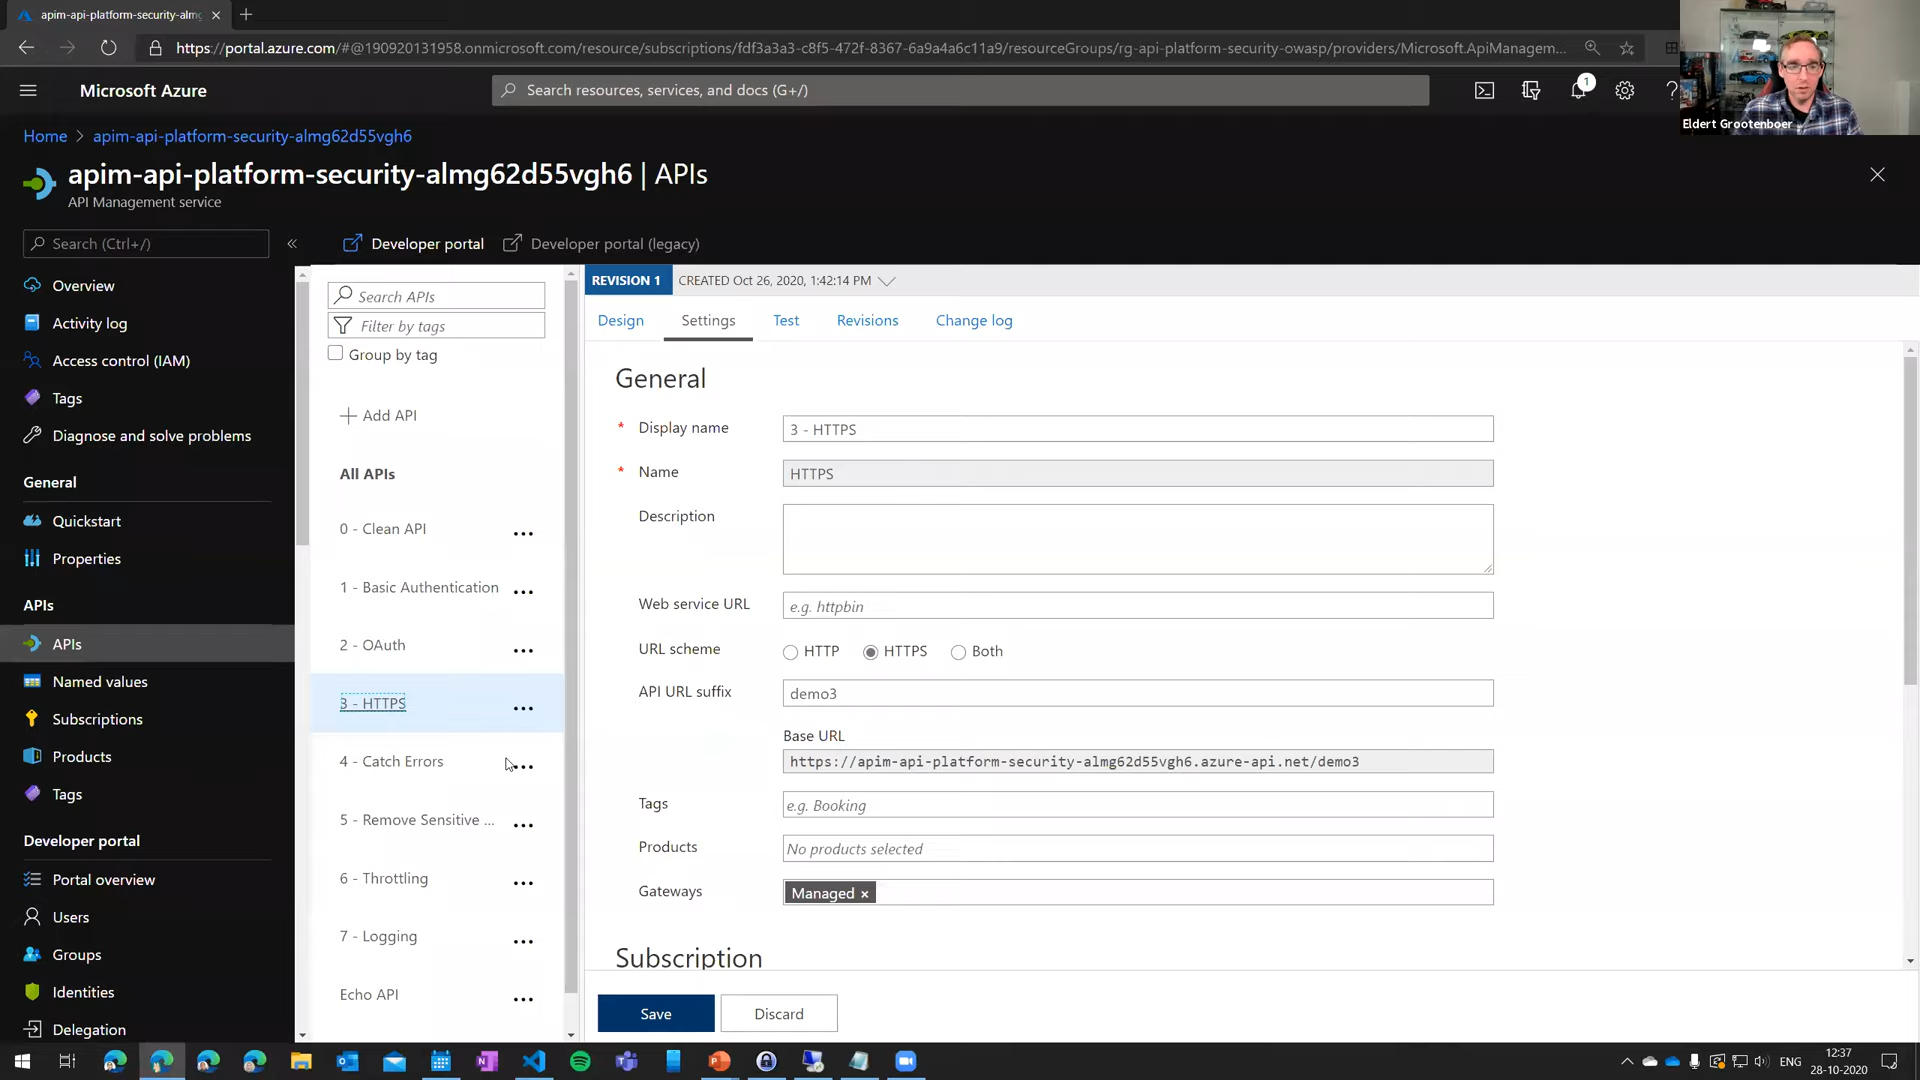 apim-api-platform-security-almg
https://portal.azure.com/#@190920131958.onmicrosoft.com/resource/subscriptions/fdf3a3a3-c8f5-472f-8367-6a9a4a6c11a9/resourceGroups/rg-api-platform-security-owasp/providers/Microsoft.ApiManagem...
Microsoft Azure
Search resources, services, and docs (G+/)
1
?
Eldert Grootenboer
Home > apim-api-platform-security-almg62d55vgh6
apim-api-platform-security-almg62d55vgh6 | APIs
API Management service
Search (Ctrl+/)
«
Developer portal
Developer portal (legacy)
Overview
Activity log
Access control (IAM)
Tags
Diagnose and solve problems
General
Quickstart
Properties
APIs
APIs
Named values
Subscriptions
Products
Tags
Developer portal
Portal overview
Users
Groups
Identities
Delegation
Search APIs
Filter by tags
Group by tag
+ Add API
All APIs
0 - Clean API ...
1 - Basic Authentication ...
2 - OAuth ...
3 - HTTPS ...
4 - Catch Errors ...
5 - Remove Sensitive ... ...
6 - Throttling ...
7 - Logging ...
Echo API ...
REVISION 1 CREATED Oct 26, 2020, 1:42:14 PM
Design Settings Test Revisions Change log
General
* Display name 3 - HTTPS
* Name HTTPS
Description
Web service URL e.g. httpbin
URL scheme HTTP HTTPS Both
API URL suffix demo3
Base URL
https://apim-api-platform-security-almg62d55vgh6.azure-api.net/demo3
Tags e.g. Booking
Products No products selected
Gateways Managed ×
Subscription
Save Discard
ENG
12:37
28-10-2020